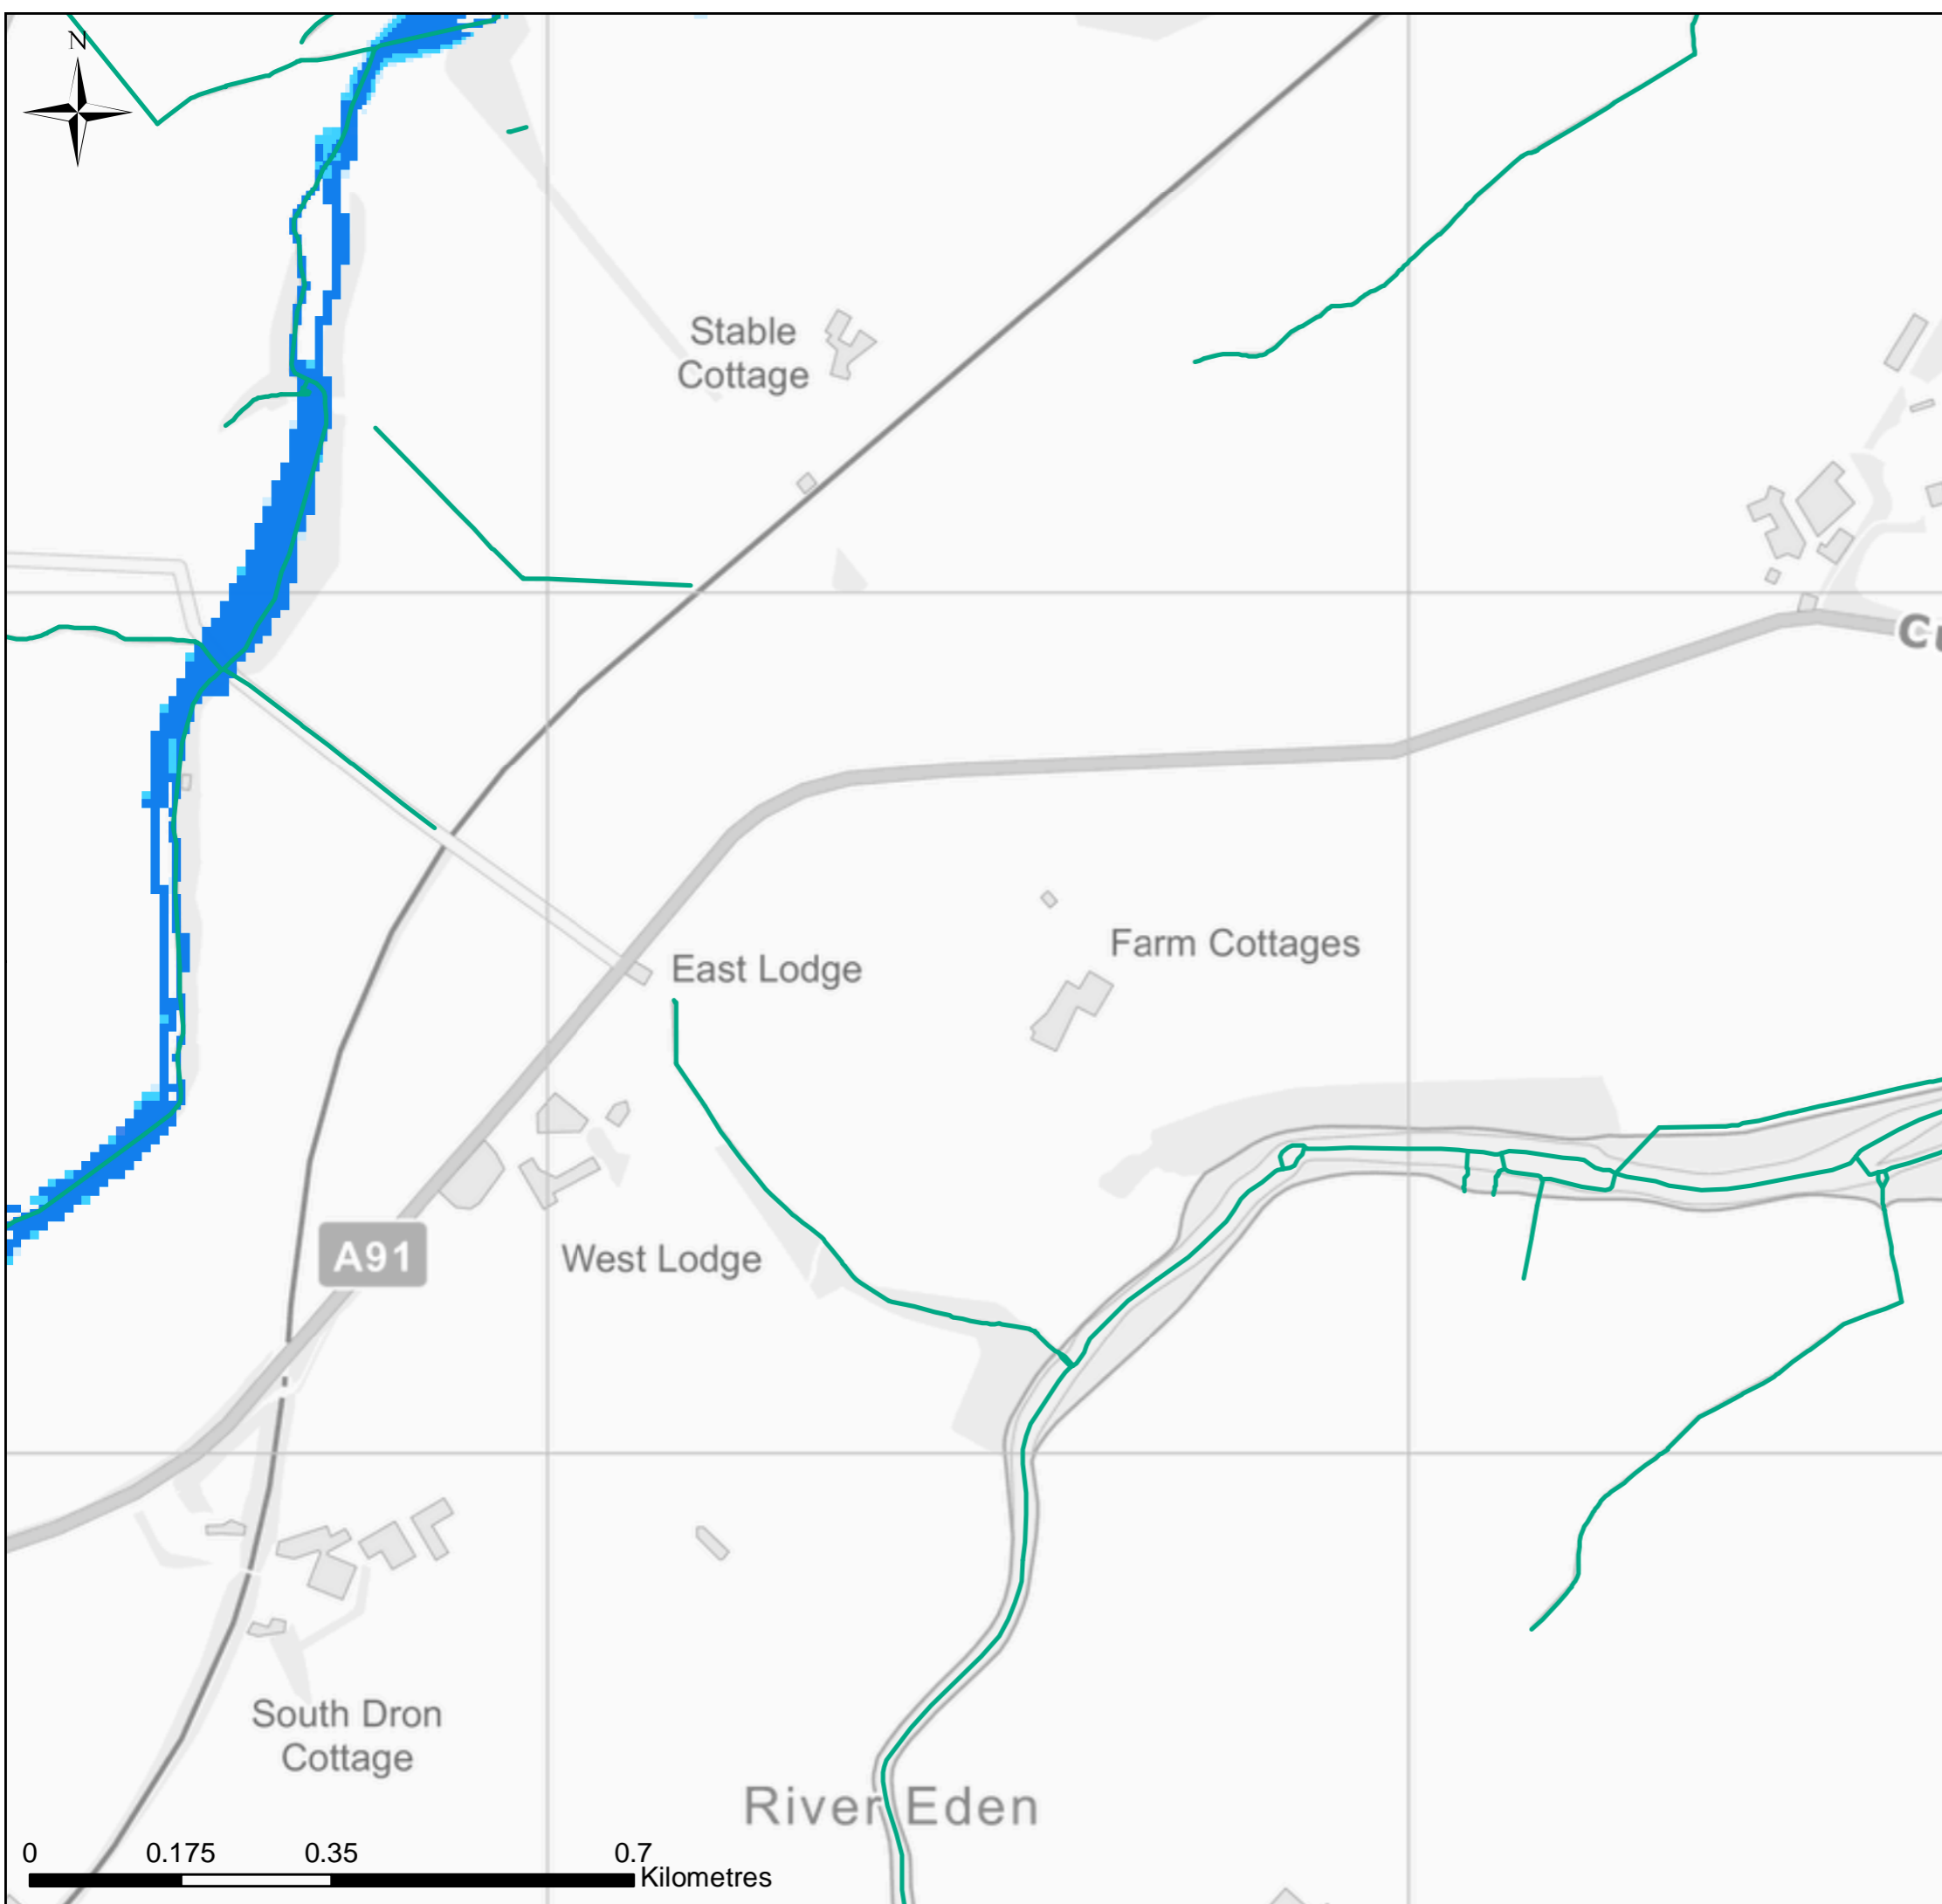 N
Stable
Cottage
Cu
East Lodge
Farm Cottages
A91
West Lodge
South Dron
Cottage
River Eden
0 0.175 0.35 0.7
Kilometres